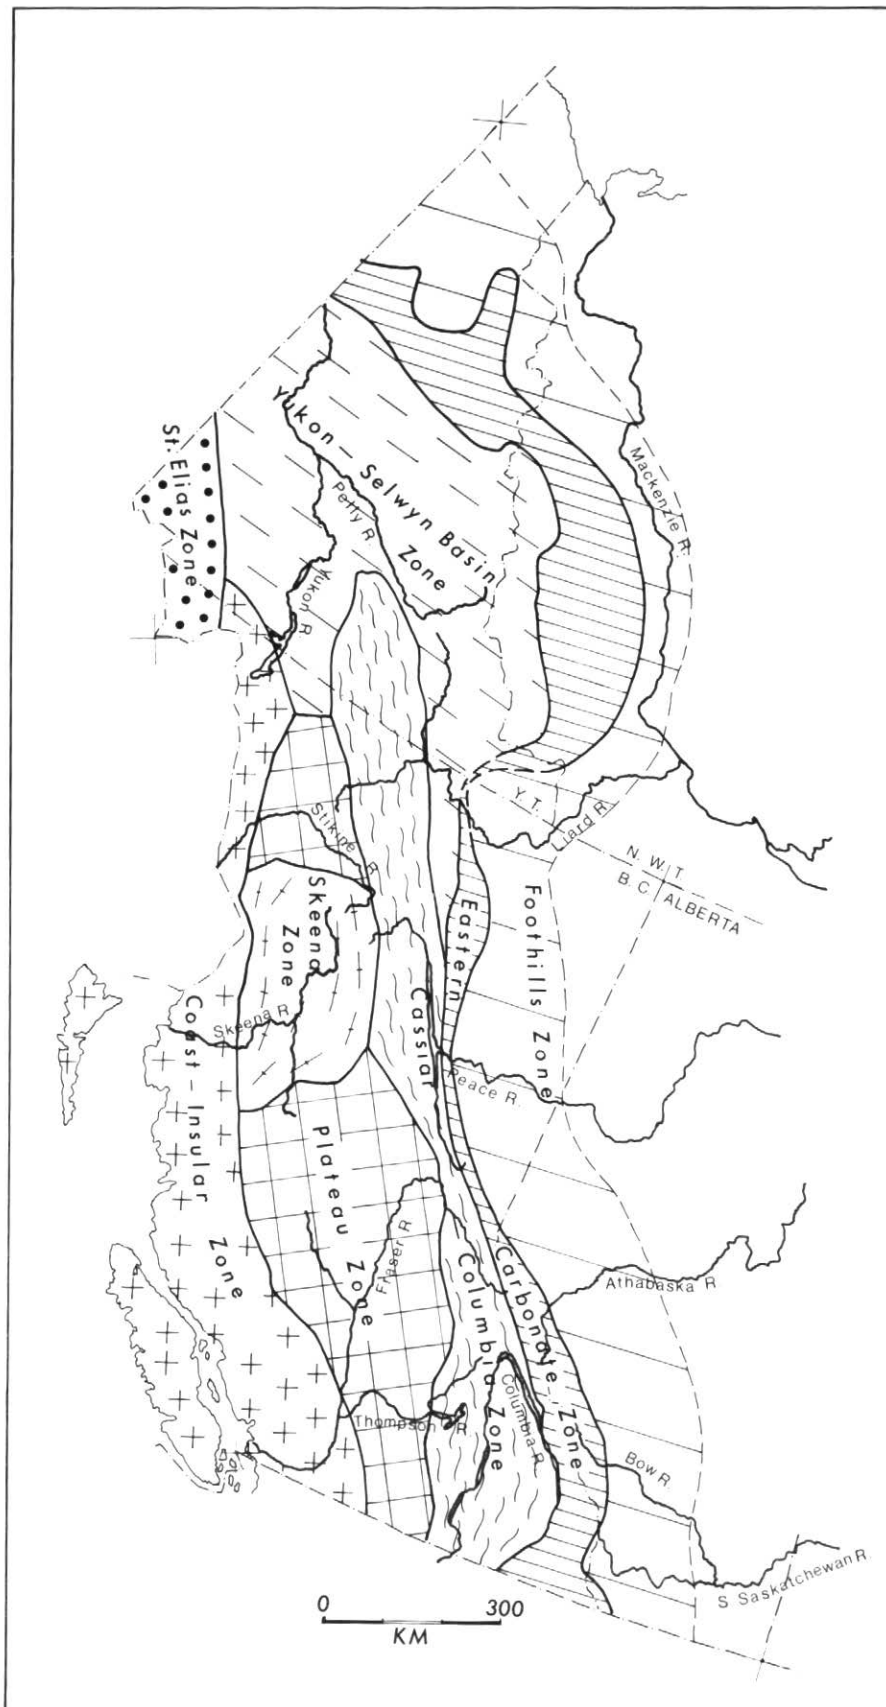 Mackenzie R.
Yukon - Selwyn Basin
Zone
St. Elias Zone
Pelly R.
Yukon R.
Y. T.
Liard R.
N. W. T.
B. C. ALBERTA
Stikine R.
Skeena
Zone
Eastern
Foothills Zone
Cassiar
Skeena R.
Coast - Insular
Zone
Peace R.
Plateau
Zone
Fraser R.
Columbia
Zone
Carbonate Zone
Athabaska R.
Columbia R.
Thompson R.
Bow R.
S Saskatchewan R.
0 300
KM